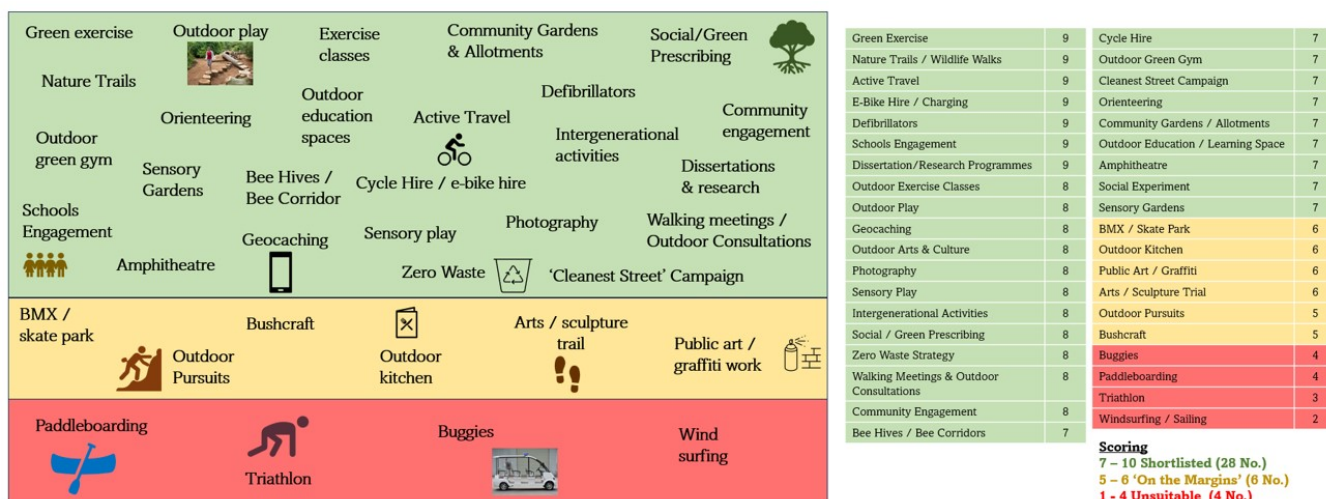 Green exercise
Outdoor play
Exercise
classes
Community Gardens
& Allotments
Social/Green
Prescribing
Nature Trails
Orienteering
Outdoor
education
spaces
Active Travel
Defibrillators
Intergenerational
activities
Community
engagement
Outdoor
green gym
Sensory
Gardens
Bee Hives /
Bee Corridor
Cycle Hire / e-bike hire
Dissertations
& research
Schools
Engagement
Geocaching
Sensory play
Photography
Walking meetings /
Outdoor Consultations
Amphitheatre
Zero Waste
‘Cleanest Street’ Campaign
BMX /
skate park
Outdoor
Pursuits
Bushcraft
Outdoor
kitchen
Arts / sculpture
trail
Public art /
graffiti work
Paddleboarding
Triathlon
Buggies
Wind
surfing
Green Exercise 9
Nature Trails / Wildlife Walks 9
Active Travel 9
E-Bike Hire / Charging 9
Defibrillators 9
Schools Engagement 9
Dissertation/Research Programmes 9
Outdoor Exercise Classes 8
Outdoor Play 8
Geocaching 8
Outdoor Arts & Culture 8
Photography 8
Sensory Play 8
Intergenerational Activities 8
Social / Green Prescribing 8
Zero Waste Strategy 8
Walking Meetings & Outdoor
Consultations 8
Community Engagement 8
Bee Hives / Bee Corridors 7
Cycle Hire 7
Outdoor Green Gym 7
Cleanest Street Campaign 7
Orienteering 7
Community Gardens / Allotments 7
Outdoor Education / Learning Space 7
Amphitheatre 7
Social Experiment 7
Sensory Gardens 7
BMX / Skate Park 6
Outdoor Kitchen 6
Public Art / Graffiti 6
Arts / Sculpture Trial 6
Outdoor Pursuits 5
Bushcraft 5
Buggies 4
Paddleboarding 4
Triathlon 3
Windsurfing / Sailing 2
Scoring
7 – 10 Shortlisted (28 No.)
5 – 6 ‘On the Margins’ (6 No.)
1 - 4 Unsuitable (4 No.)